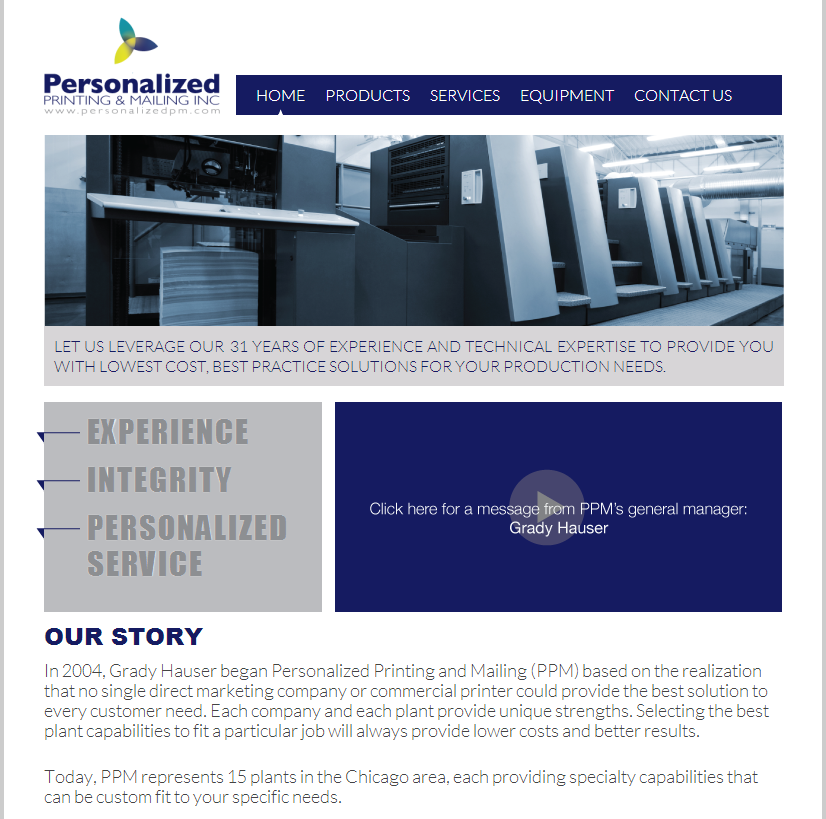 Personalized
PRINTING & MAILING INC
www.personalizedpm.com
HOME PRODUCTS SERVICES EQUIPMENT CONTACT US
LET US LEVERAGE OUR 31 YEARS OF EXPERIENCE AND TECHNICAL EXPERTISE TO PROVIDE YOU
WITH LOWEST COST, BEST PRACTICE SOLUTIONS FOR YOUR PRODUCTION NEEDS.
EXPERIENCE
INTEGRITY
PERSONALIZED
SERVICE
Click here for a message from PPM's general manager:
Grady Hauser
OUR STORY
In 2004, Grady Hauser began Personalized Printing and Mailing (PPM) based on the realization
that no single direct marketing company or commercial printer could provide the best solution to
every customer need. Each company and each plant provide unique strengths. Selecting the best
plant capabilities to fit a particular job will always provide lower costs and better results.
Today, PPM represents 15 plants in the Chicago area, each providing specialty capabilities that
can be custom fit to your specific needs.